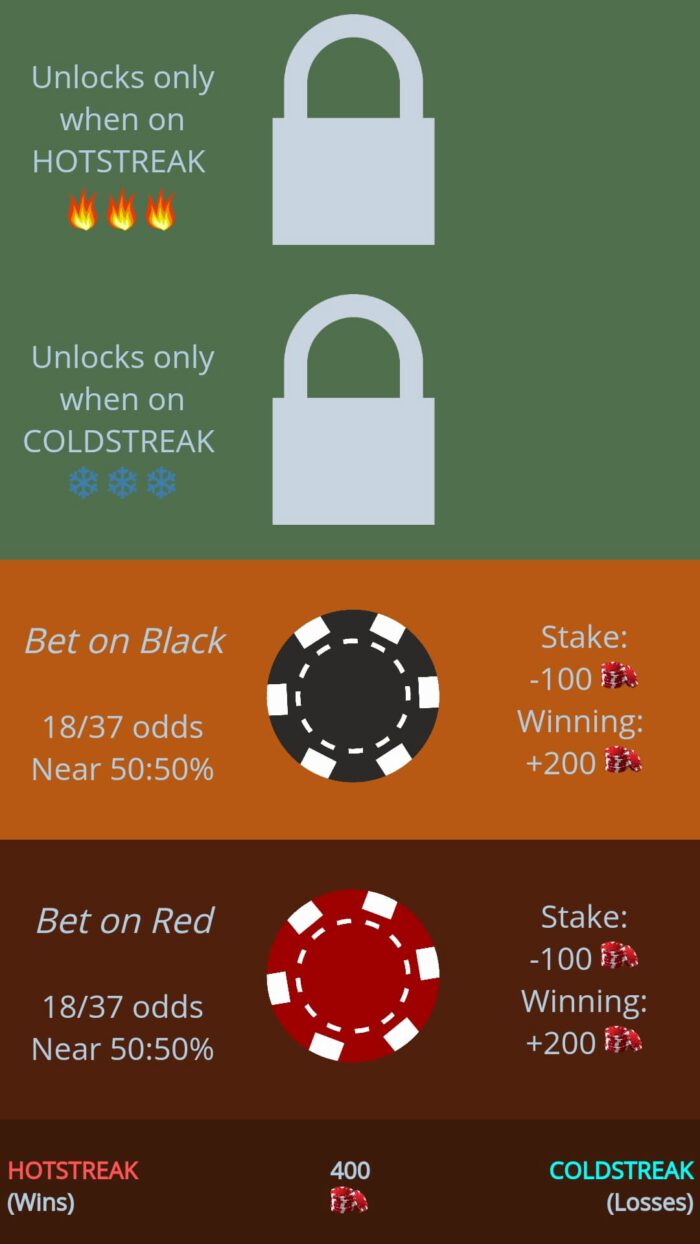 Unlocks only
when on
HOTSTREAK
🔥🔥🔥
Unlocks only
when on
COLDSTREAK
❄❄❄
Bet on Black
18/37 odds
Near 50:50%
Stake:
-100
Winning:
+200
Bet on Red
18/37 odds
Near 50:50%
Stake:
-100
Winning:
+200
HOTSTREAK
(Wins)
400
COLDSTREAK
(Losses)